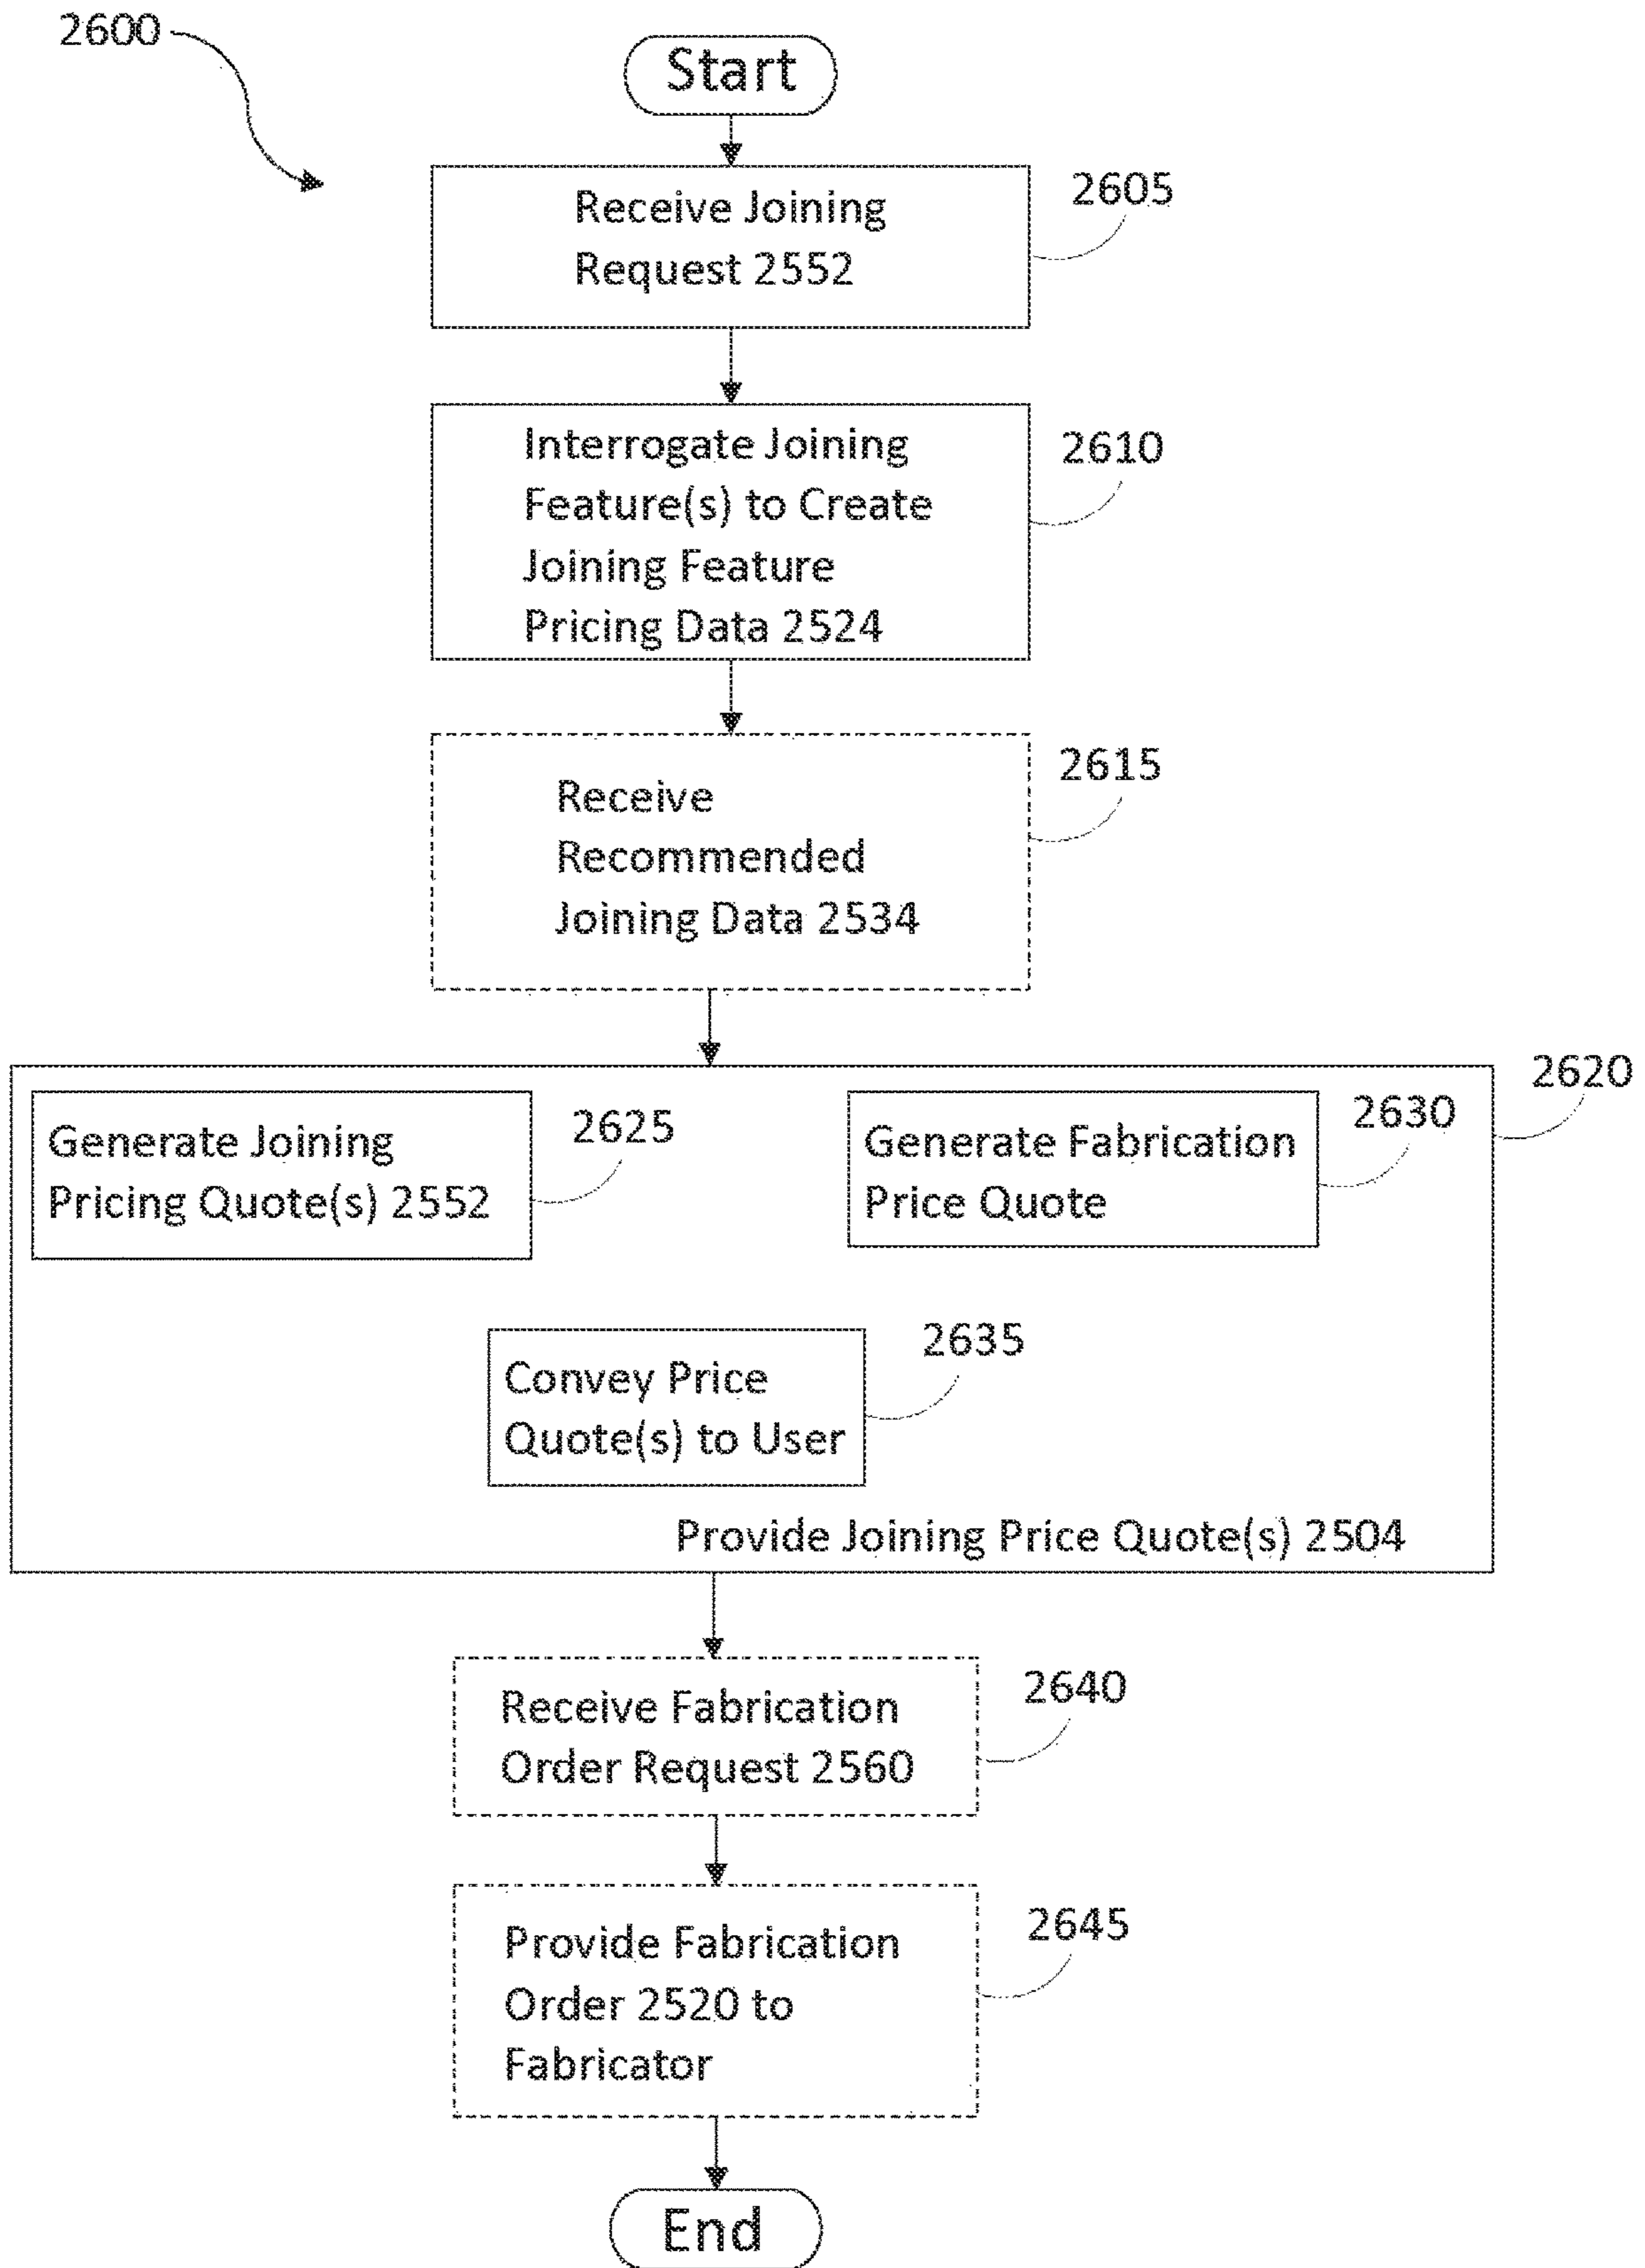 2600
Start
2605
Receive Joining
Request 2552
2610
Interrogate Joining
Feature(s) to Create
Joining Feature
Pricing Data 2524
2615
Receive
Recommended
Joining Data 2534
2620
2625
Generate Joining
Pricing Quote(s) 2552
2630
Generate Fabrication
Price Quote
2635
Convey Price
Quote(s) to User
Provide Joining Price Quote(s) 2504
2640
Receive Fabrication
Order Request 2560
2645
Provide Fabrication
Order 2520 to
Fabricator
End